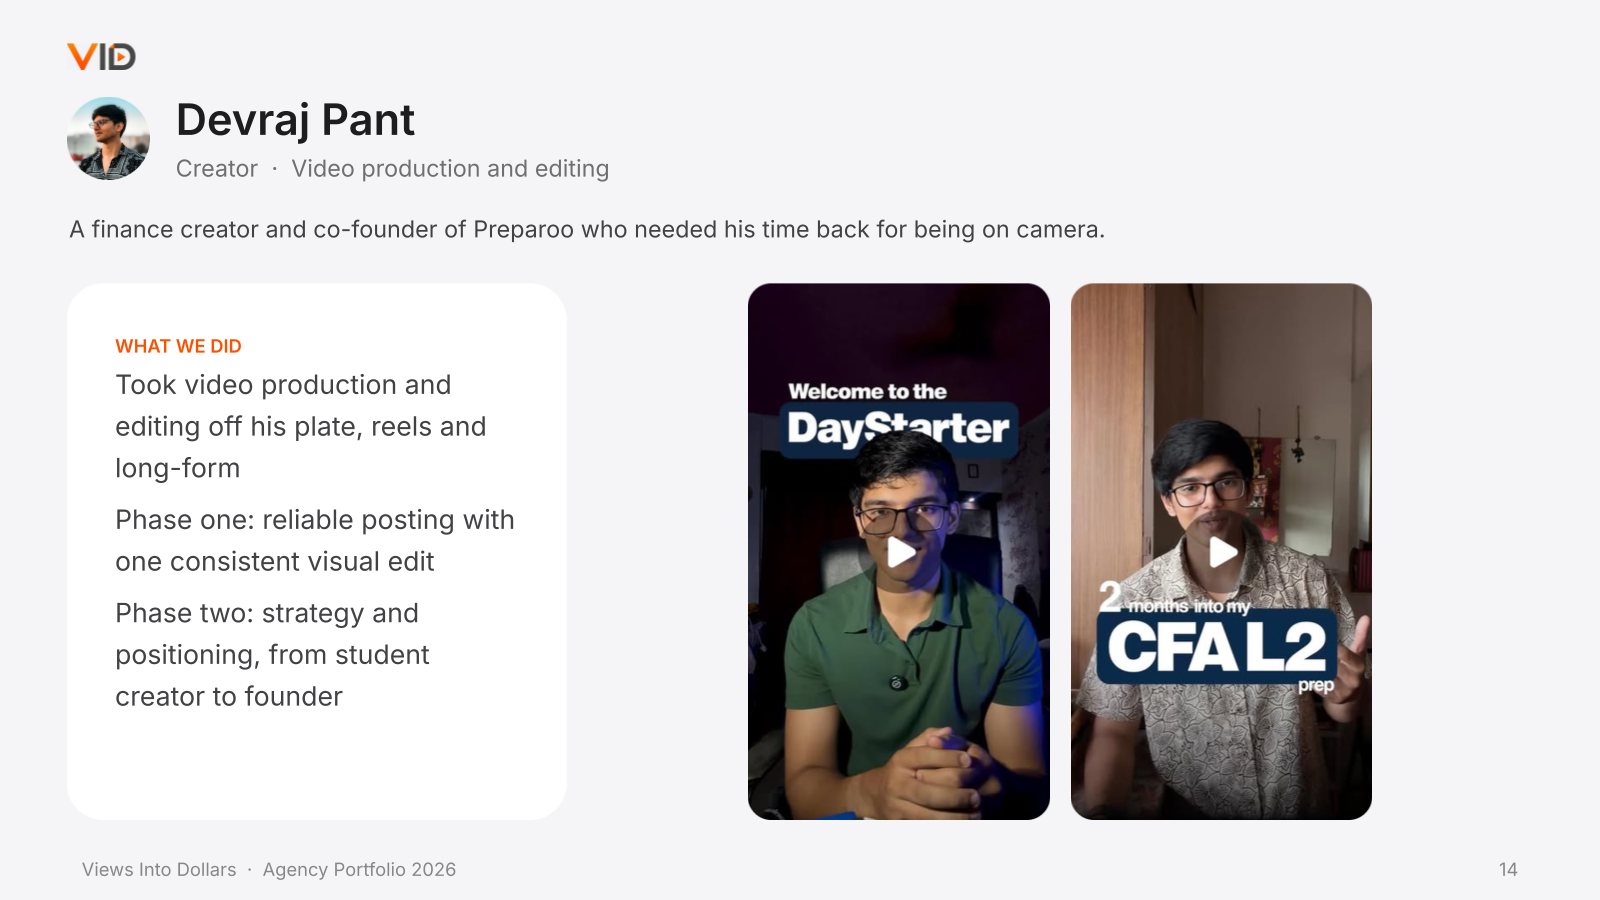 VID
Devraj Pant
Creator · Video production and editing
A finance creator and co-founder of Preparoo who needed his time back for being on camera.
WHAT WE DID
Took video production and
editing off his plate, reels and
long-form
Phase one: reliable posting with
one consistent visual edit
Phase two: strategy and
positioning, from student
creator to founder
Welcome to the
DayStarter
2 months into my
CFA L2
prep
Views Into Dollars · Agency Portfolio 2026
14